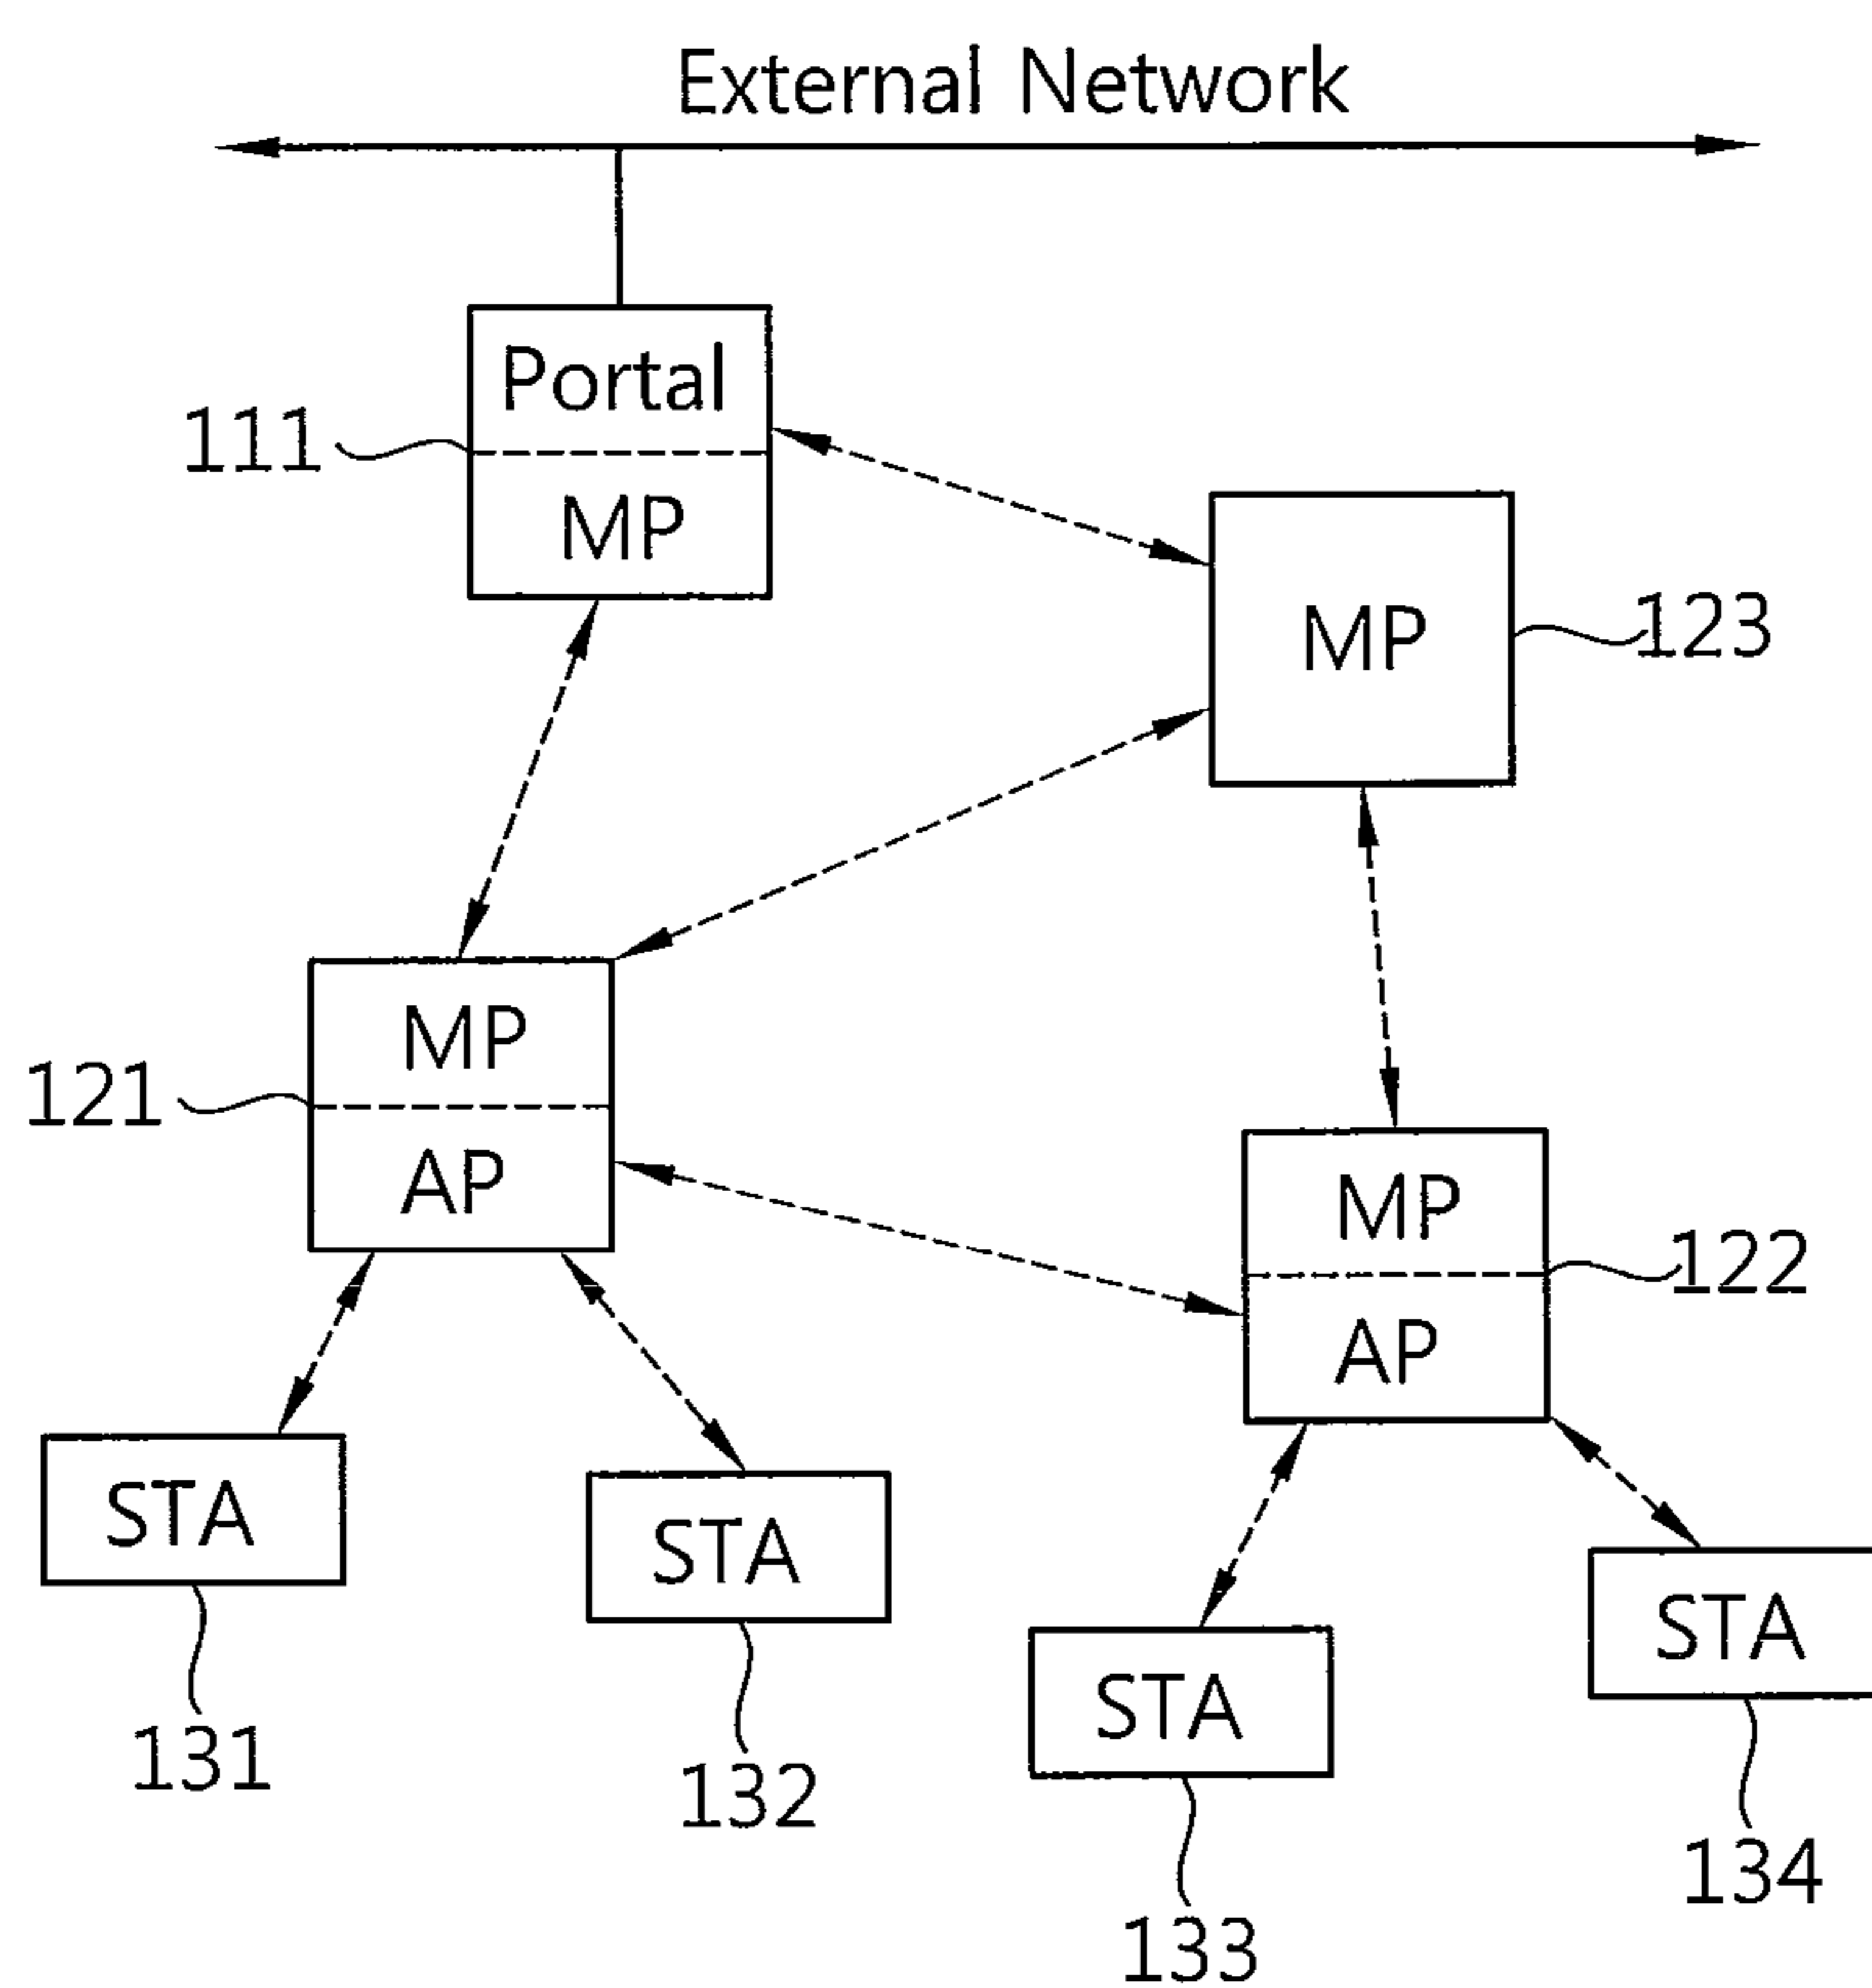 External Network
Portal
111
MP
MP
123
MP
121
AP
MP
122
AP
STA
STA
STA
STA
131
132
134
133